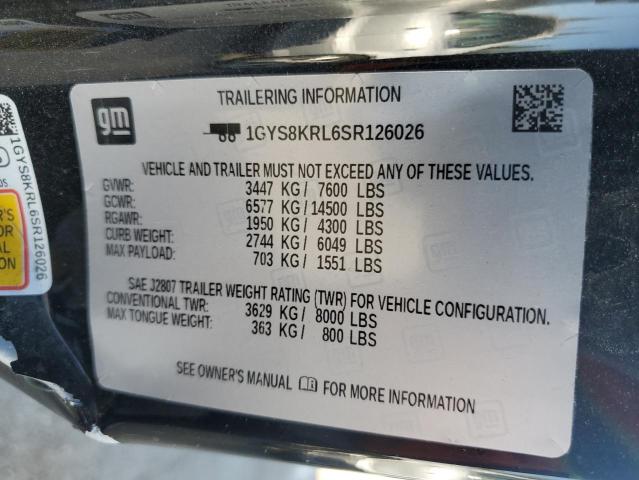 gm
TRAILERING INFORMATION
1GYS8KRL6SR126026
VEHICLE AND TRAILER MUST NOT EXCEED ANY OF THESE VALUES.
GVWR: 3447 KG/ 7600 LBS
GCWR: 6577 KG/14500 LBS
RGAWR: 1950 KG/ 4300 LBS
CURB WEIGHT: 2744 KG/ 6049 LBS
MAX PAYLOAD: 703 KG/ 1551 LBS
SAE J2807 TRAILER WEIGHT RATING (TWR) FOR VEHICLE CONFIGURATION.
CONVENTIONAL TWR: 3629 KG/ 8000 LBS
MAX TONGUE WEIGHT: 363 KG/ 800 LBS
SEE OWNER'S MANUAL FOR MORE INFORMATION
1GYS8KRL6SR126026